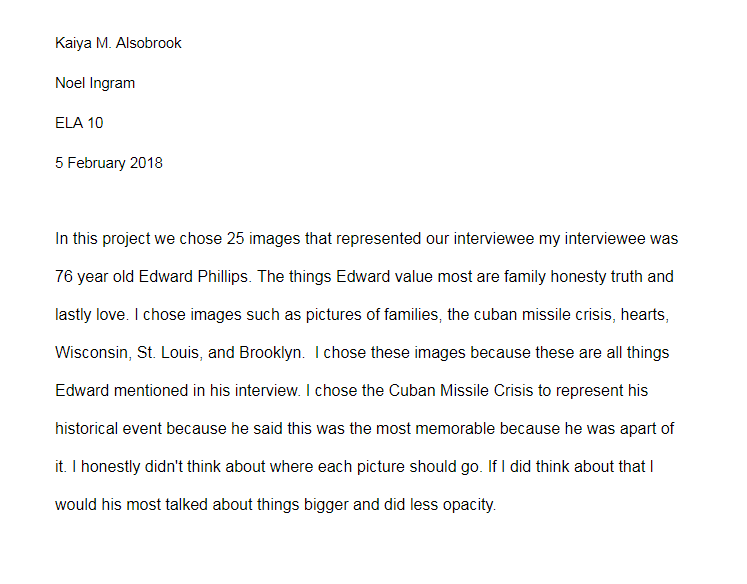 Kaiya M. Alsobrook
Noel Ingram
ELA 10
5 February 2018
In this project we chose 25 images that represented our interviewee my interviewee was
76 year old Edward Phillips. The things Edward value most are family honesty truth and
lastly love. I chose images such as pictures of families, the cuban missile crisis, hearts,
Wisconsin, St. Louis, and Brooklyn.  I chose these images because these are all things
Edward mentioned in his interview. I chose the Cuban Missile Crisis to represent his
historical event because he said this was the most memorable because he was apart of
it. I honestly didn't think about where each picture should go. If I did think about that I
would his most talked about things bigger and did less opacity.